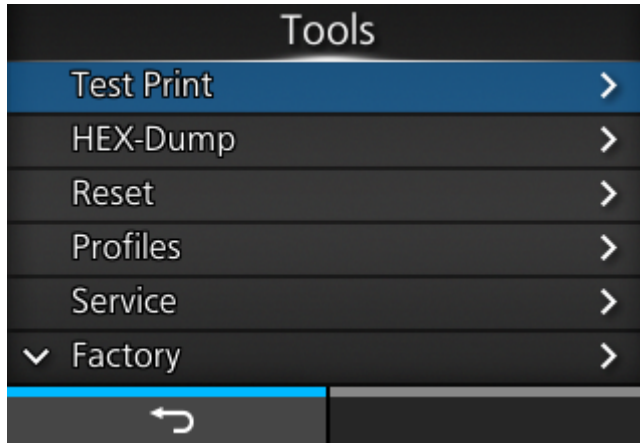 Tools
Test Print
HEX-Dump
Reset
Profiles
Service
Factory